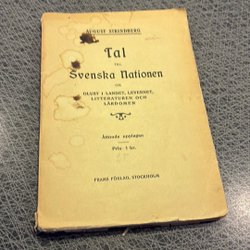 AUGUST STRINDBERG
Tal
TILL
Svenska Nationen
OM
OLUST I LANDET, LEVERNET,
LITTERATUREN OCH
LÄRDOMEN
Åttonde upplagan
Pris: 1 kr.
FRAMS FÖRLAG, STOCKHOLM